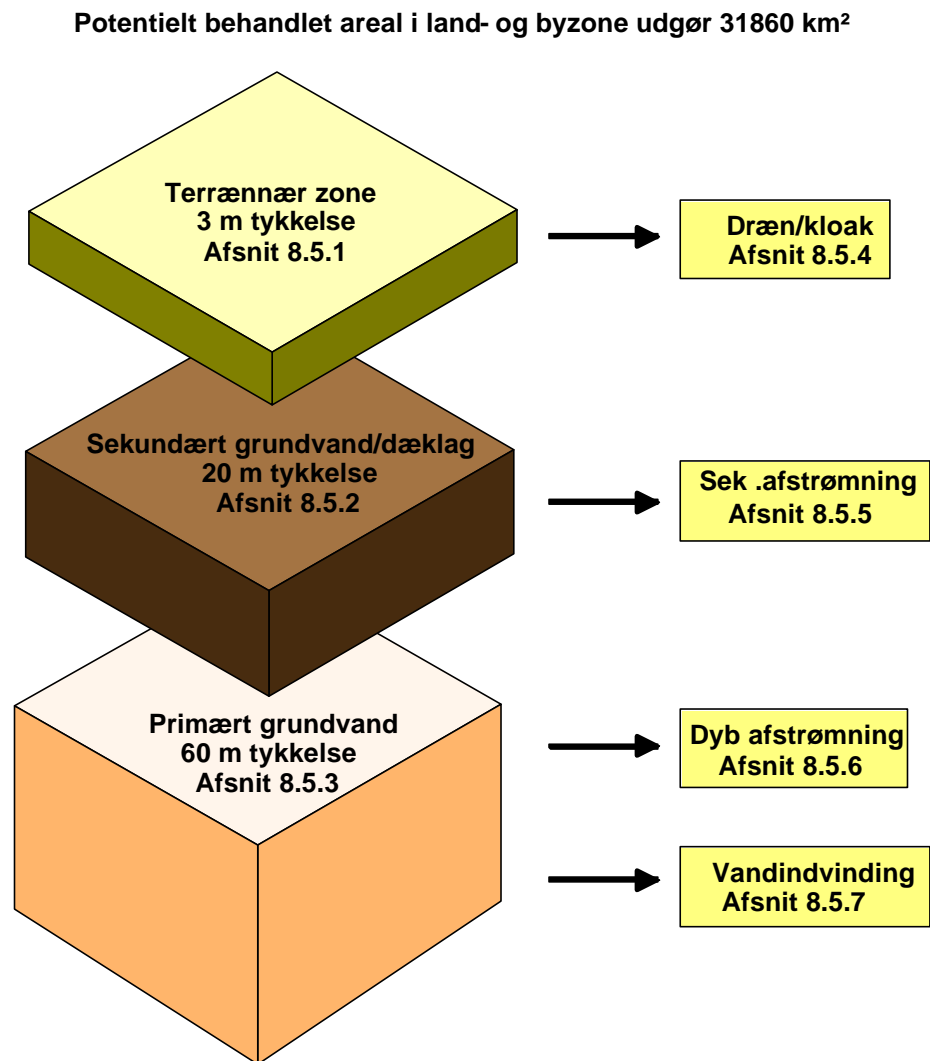 Potentielt behandlet areal i land- og byzone udgør 31860 km²
Terrænnær zone
3 m tykkelse
Afsnit 8.5.1
Dræn/kloak
Afsnit 8.5.4
Sekundært grundvand/dæklag
20 m tykkelse
Afsnit 8.5.2
Sek .afstrømning
Afsnit 8.5.5
Primært grundvand
60 m tykkelse
Afsnit 8.5.3
Dyb afstrømning
Afsnit 8.5.6
Vandindvinding
Afsnit 8.5.7